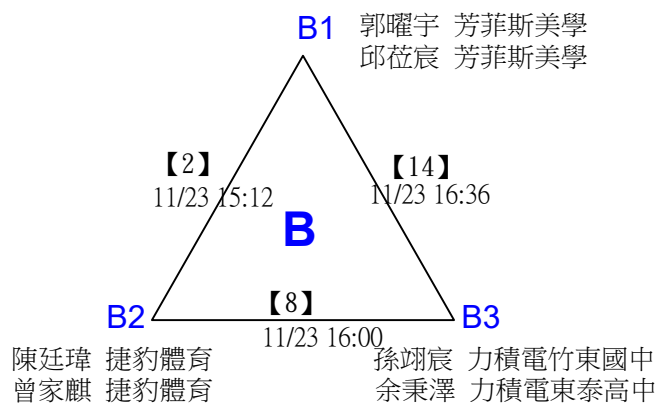 B1
郭曜宇 芳菲斯美學
邱莅宸 芳菲斯美學
【2】
11/23 15:12
【14】
11/23 16:36
B
【8】
11/23 16:00
B2
B3
陳廷瑋 捷豹體育
曾家麒 捷豹體育
孫翊宸 力積電竹東國中
余秉澤 力積電東泰高中